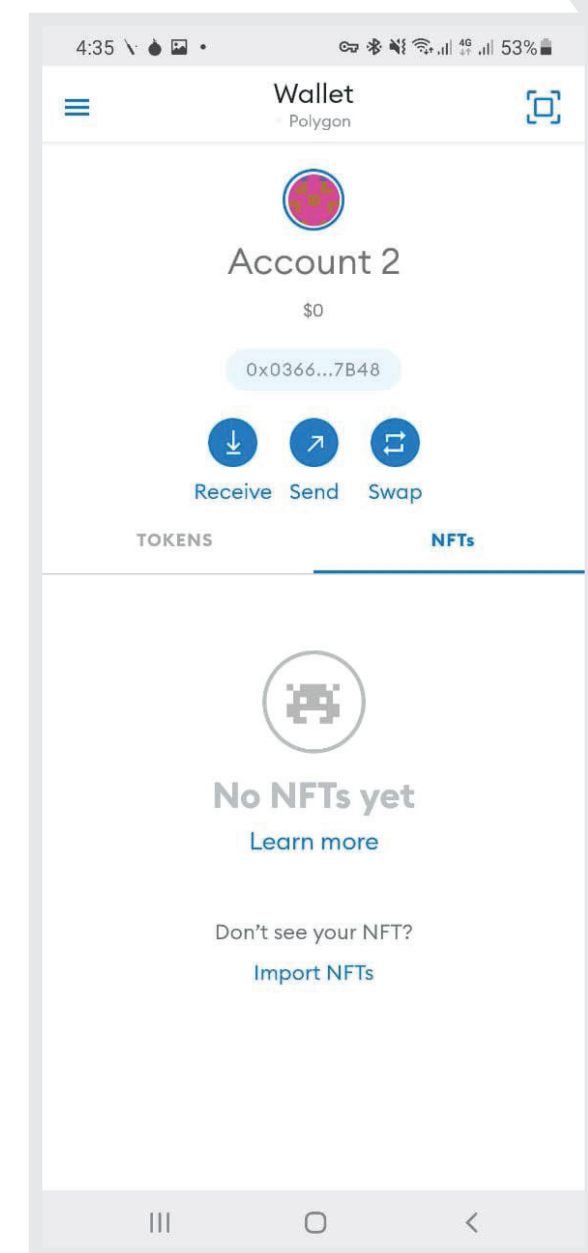 4:35 53%
4G
Wallet
Polygon
Account 2
$0
0x0366...7B48
Receive Send Swap
TOKENS NFTs
No NFTs yet
Learn more
Don't see your NFT?
Import NFTs